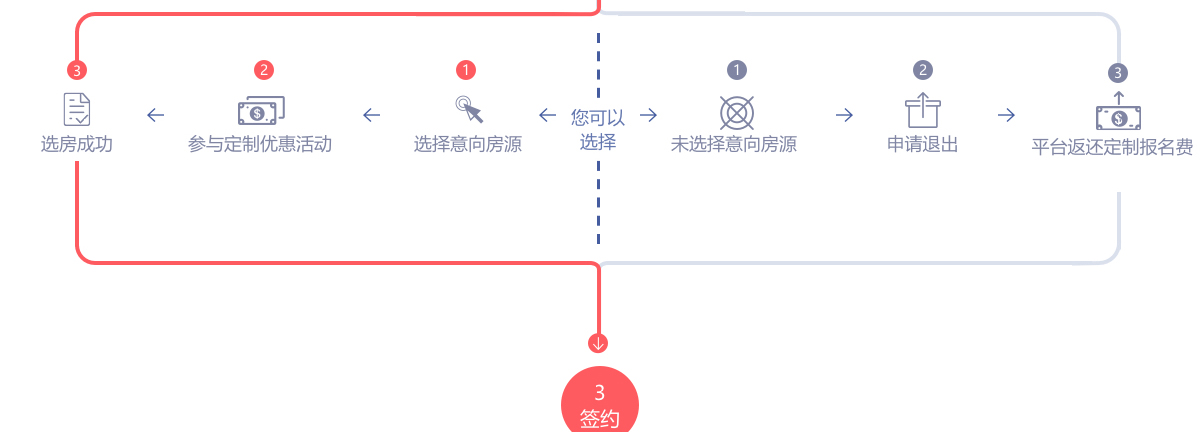 3
2
1
1
2
3
选房成功
参与定制优惠活动
选择意向房源
您可以
选择
未选择意向房源
申请退出
平台返还定制报名费
3
签约